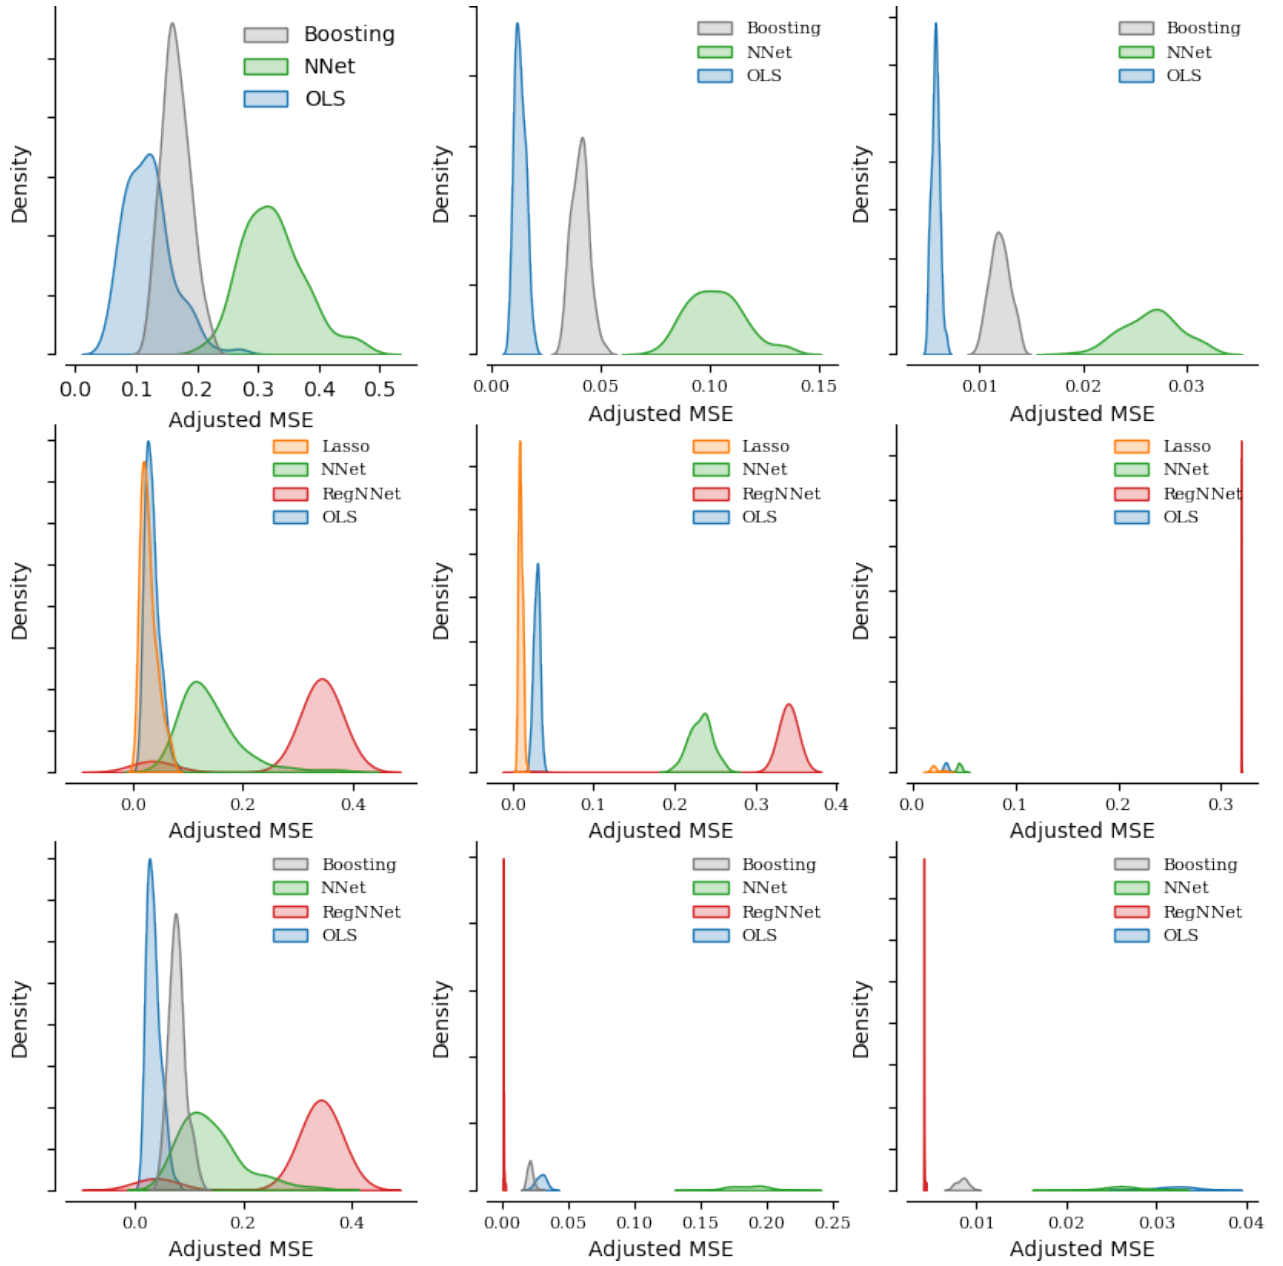 Density
Boosting
NNet
OLS
0.0 0.1 0.2 0.3 0.4 0.5
Adjusted MSE
Density
Boosting
NNet
OLS
0.00 0.05 0.10 0.15
Adjusted MSE
Density
Boosting
NNet
OLS
0.01 0.02 0.03
Adjusted MSE
Density
Lasso
NNet
RegNNet
OLS
0.0 0.2 0.4
Adjusted MSE
Density
Lasso
NNet
RegNNet
OLS
0.0 0.1 0.2 0.3 0.4
Adjusted MSE
Density
Lasso
NNet
RegNNet
OLS
0.0 0.1 0.2 0.3
Adjusted MSE
Density
Boosting
NNet
RegNNet
OLS
0.0 0.2 0.4
Adjusted MSE
Density
Boosting
NNet
RegNNet
OLS
0.00 0.05 0.10 0.15 0.20 0.25
Adjusted MSE
Density
Boosting
NNet
RegNNet
OLS
0.01 0.02 0.03 0.04
Adjusted MSE